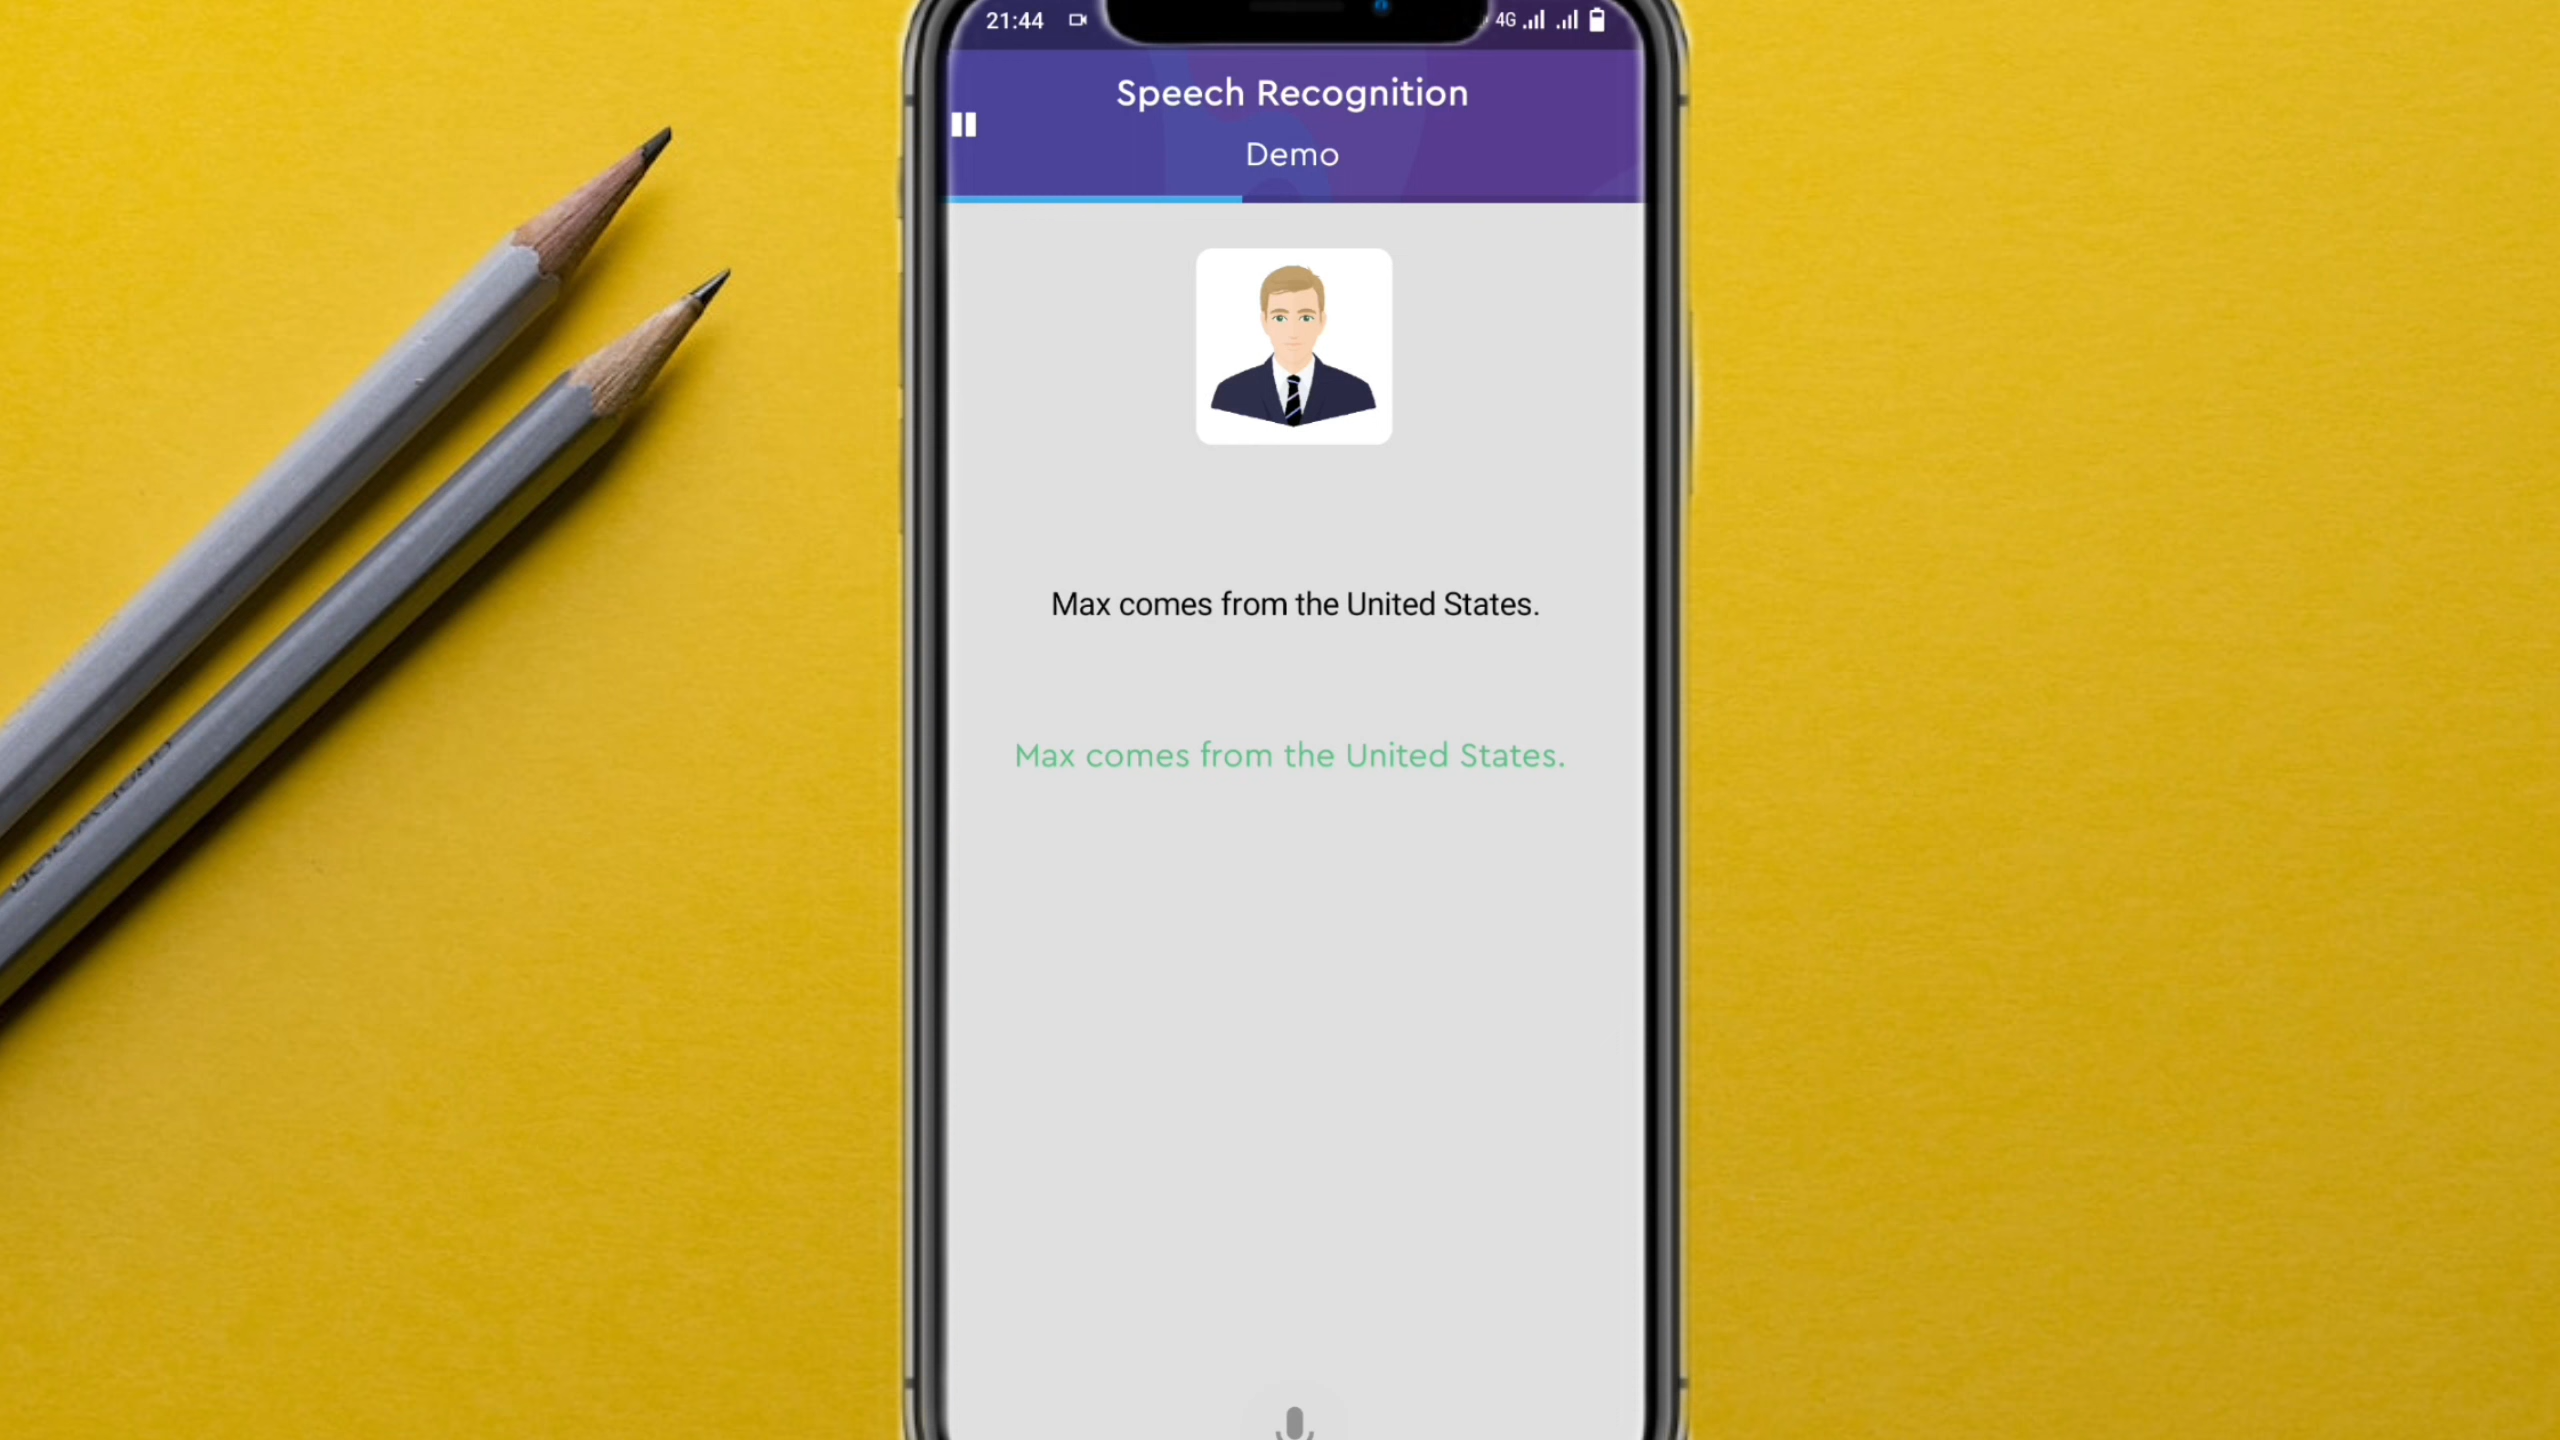 21:44
4G
Speech Recognition
Demo
Max comes from the United States.
Max comes from the United States.